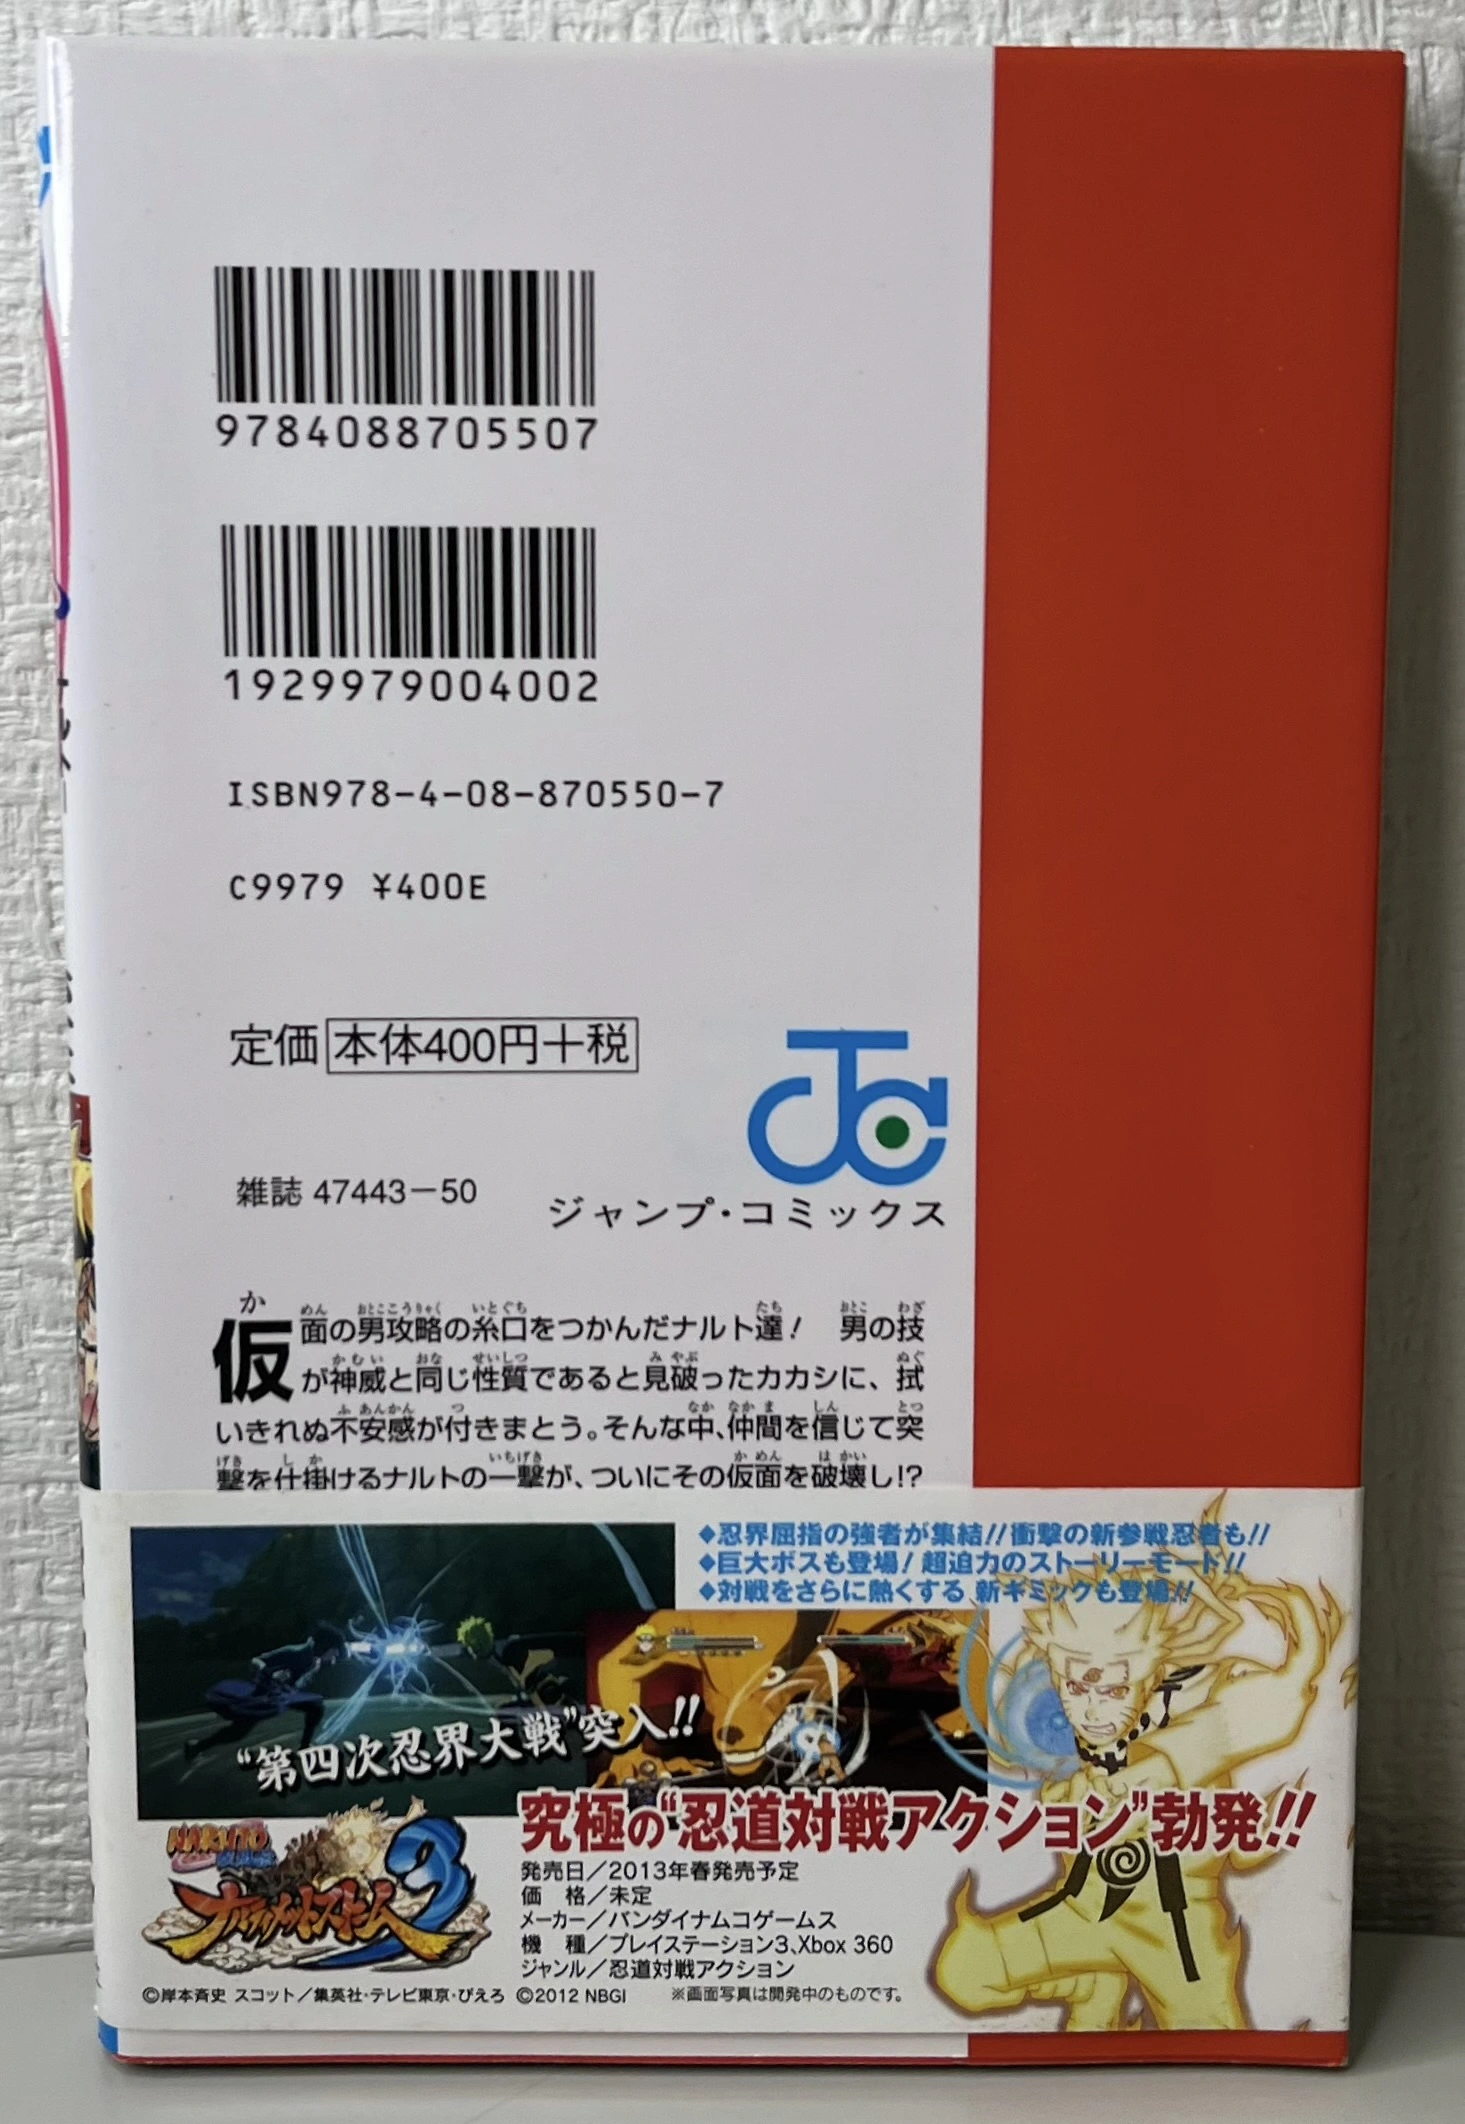 9784088705507
1929979004002
ISBN978-4-08-870550-7
C9979 ¥400E
定価 本体400円+税
雑誌 47443-50
ジャンプ・コミックス
仮面の男攻略の糸口をつかんだナルト達! 男の技
が神威と同じ性質であると見破ったカカシに、拭
いきれぬ不安感が付きまとう。そんな中、仲間を信じて突
撃を仕掛けるナルトの一撃が、ついにその仮面を破壊し!?
◆忍界屈指の強者が集結!!衝撃の新参戦忍者も!!
◆巨大ボスも登場!超迫力のストーリーモード!!
◆対戦をさらに熱くする 新ギミックも登場!!
“第四次忍界大戦”突入!!
究極の“忍道対戦アクション”勃発!!
NARUTO
ナルティメットストーム3
発売日/2013年春発売予定
価 格/未定
メーカー/バンダイナムコゲームス
機 種/プレイステーション3、Xbox 360
ジャンル/忍道対戦アクション
©岸本斉史 スコット/集英社・テレビ東京・ぴえろ ©2012 NBGI ※画面写真は開発中のものです。